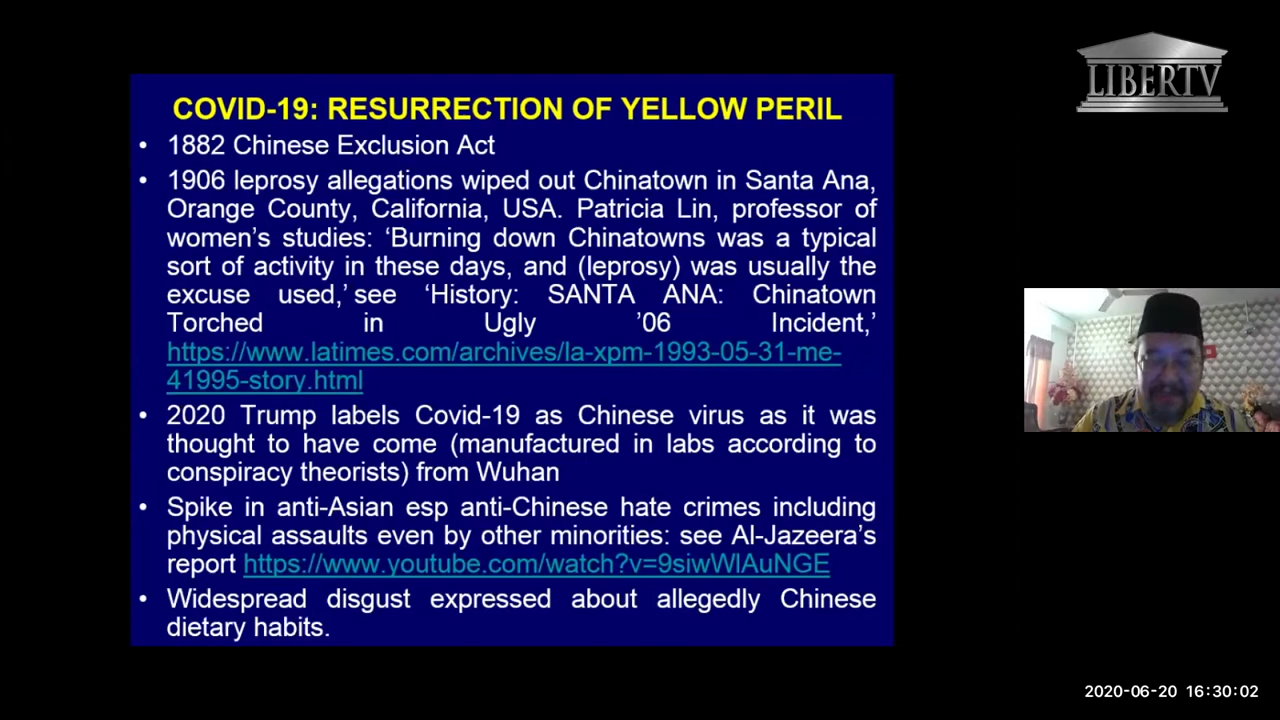 LIBERTV
COVID-19: RESURRECTION OF YELLOW PERIL
• 1882 Chinese Exclusion Act
• 1906 leprosy allegations wiped out Chinatown in Santa Ana,
Orange County, California, USA. Patricia Lin, professor of
women’s studies: ‘Burning down Chinatowns was a typical
sort of activity in these days, and (leprosy) was usually the
excuse used,’ see ‘History: SANTA ANA: Chinatown
Torched in Ugly ’06 Incident,’
https://www.latimes.com/archives/la-xpm-1993-05-31-me-
41995-story.html
• 2020 Trump labels Covid-19 as Chinese virus as it was
thought to have come (manufactured in labs according to
conspiracy theorists) from Wuhan
• Spike in anti-Asian esp anti-Chinese hate crimes including
physical assaults even by other minorities: see Al-Jazeera’s
report https://www.youtube.com/watch?v=9siwWlAuNGE
• Widespread disgust expressed about allegedly Chinese
dietary habits.
2020-06-20 16:30:02